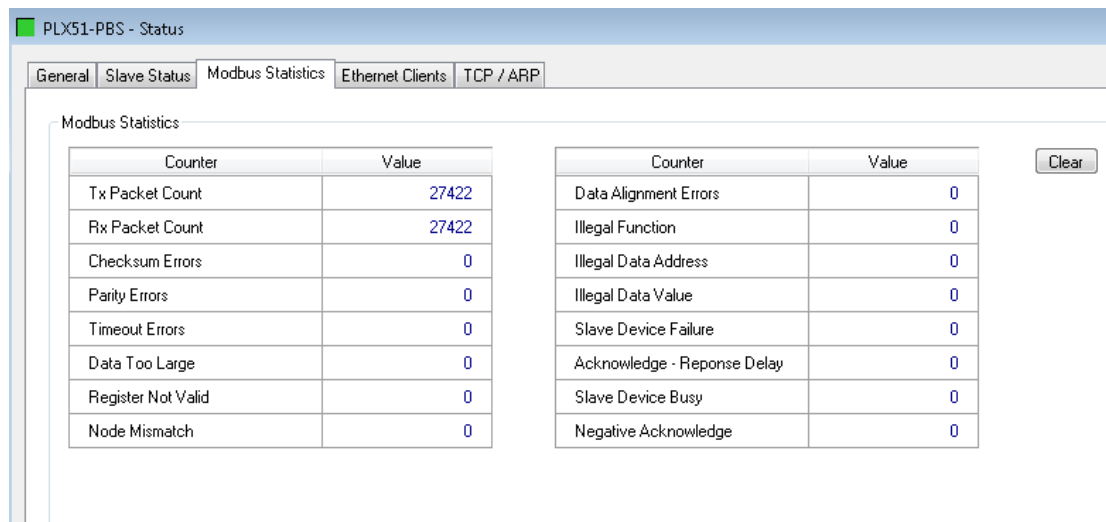 PLX51-PBS - Status
General Slave Status Modbus Statistics Ethernet Clients TCP / ARP
Modbus Statistics
Counter Value Counter Value Clear
Tx Packet Count 27422 Data Alignment Errors 0
Rx Packet Count 27422 Illegal Function 0
Checksum Errors 0 Illegal Data Address 0
Parity Errors 0 Illegal Data Value 0
Timeout Errors 0 Slave Device Failure 0
Data Too Large 0 Acknowledge - Reponse Delay 0
Register Not Valid 0 Slave Device Busy 0
Node Mismatch 0 Negative Acknowledge 0